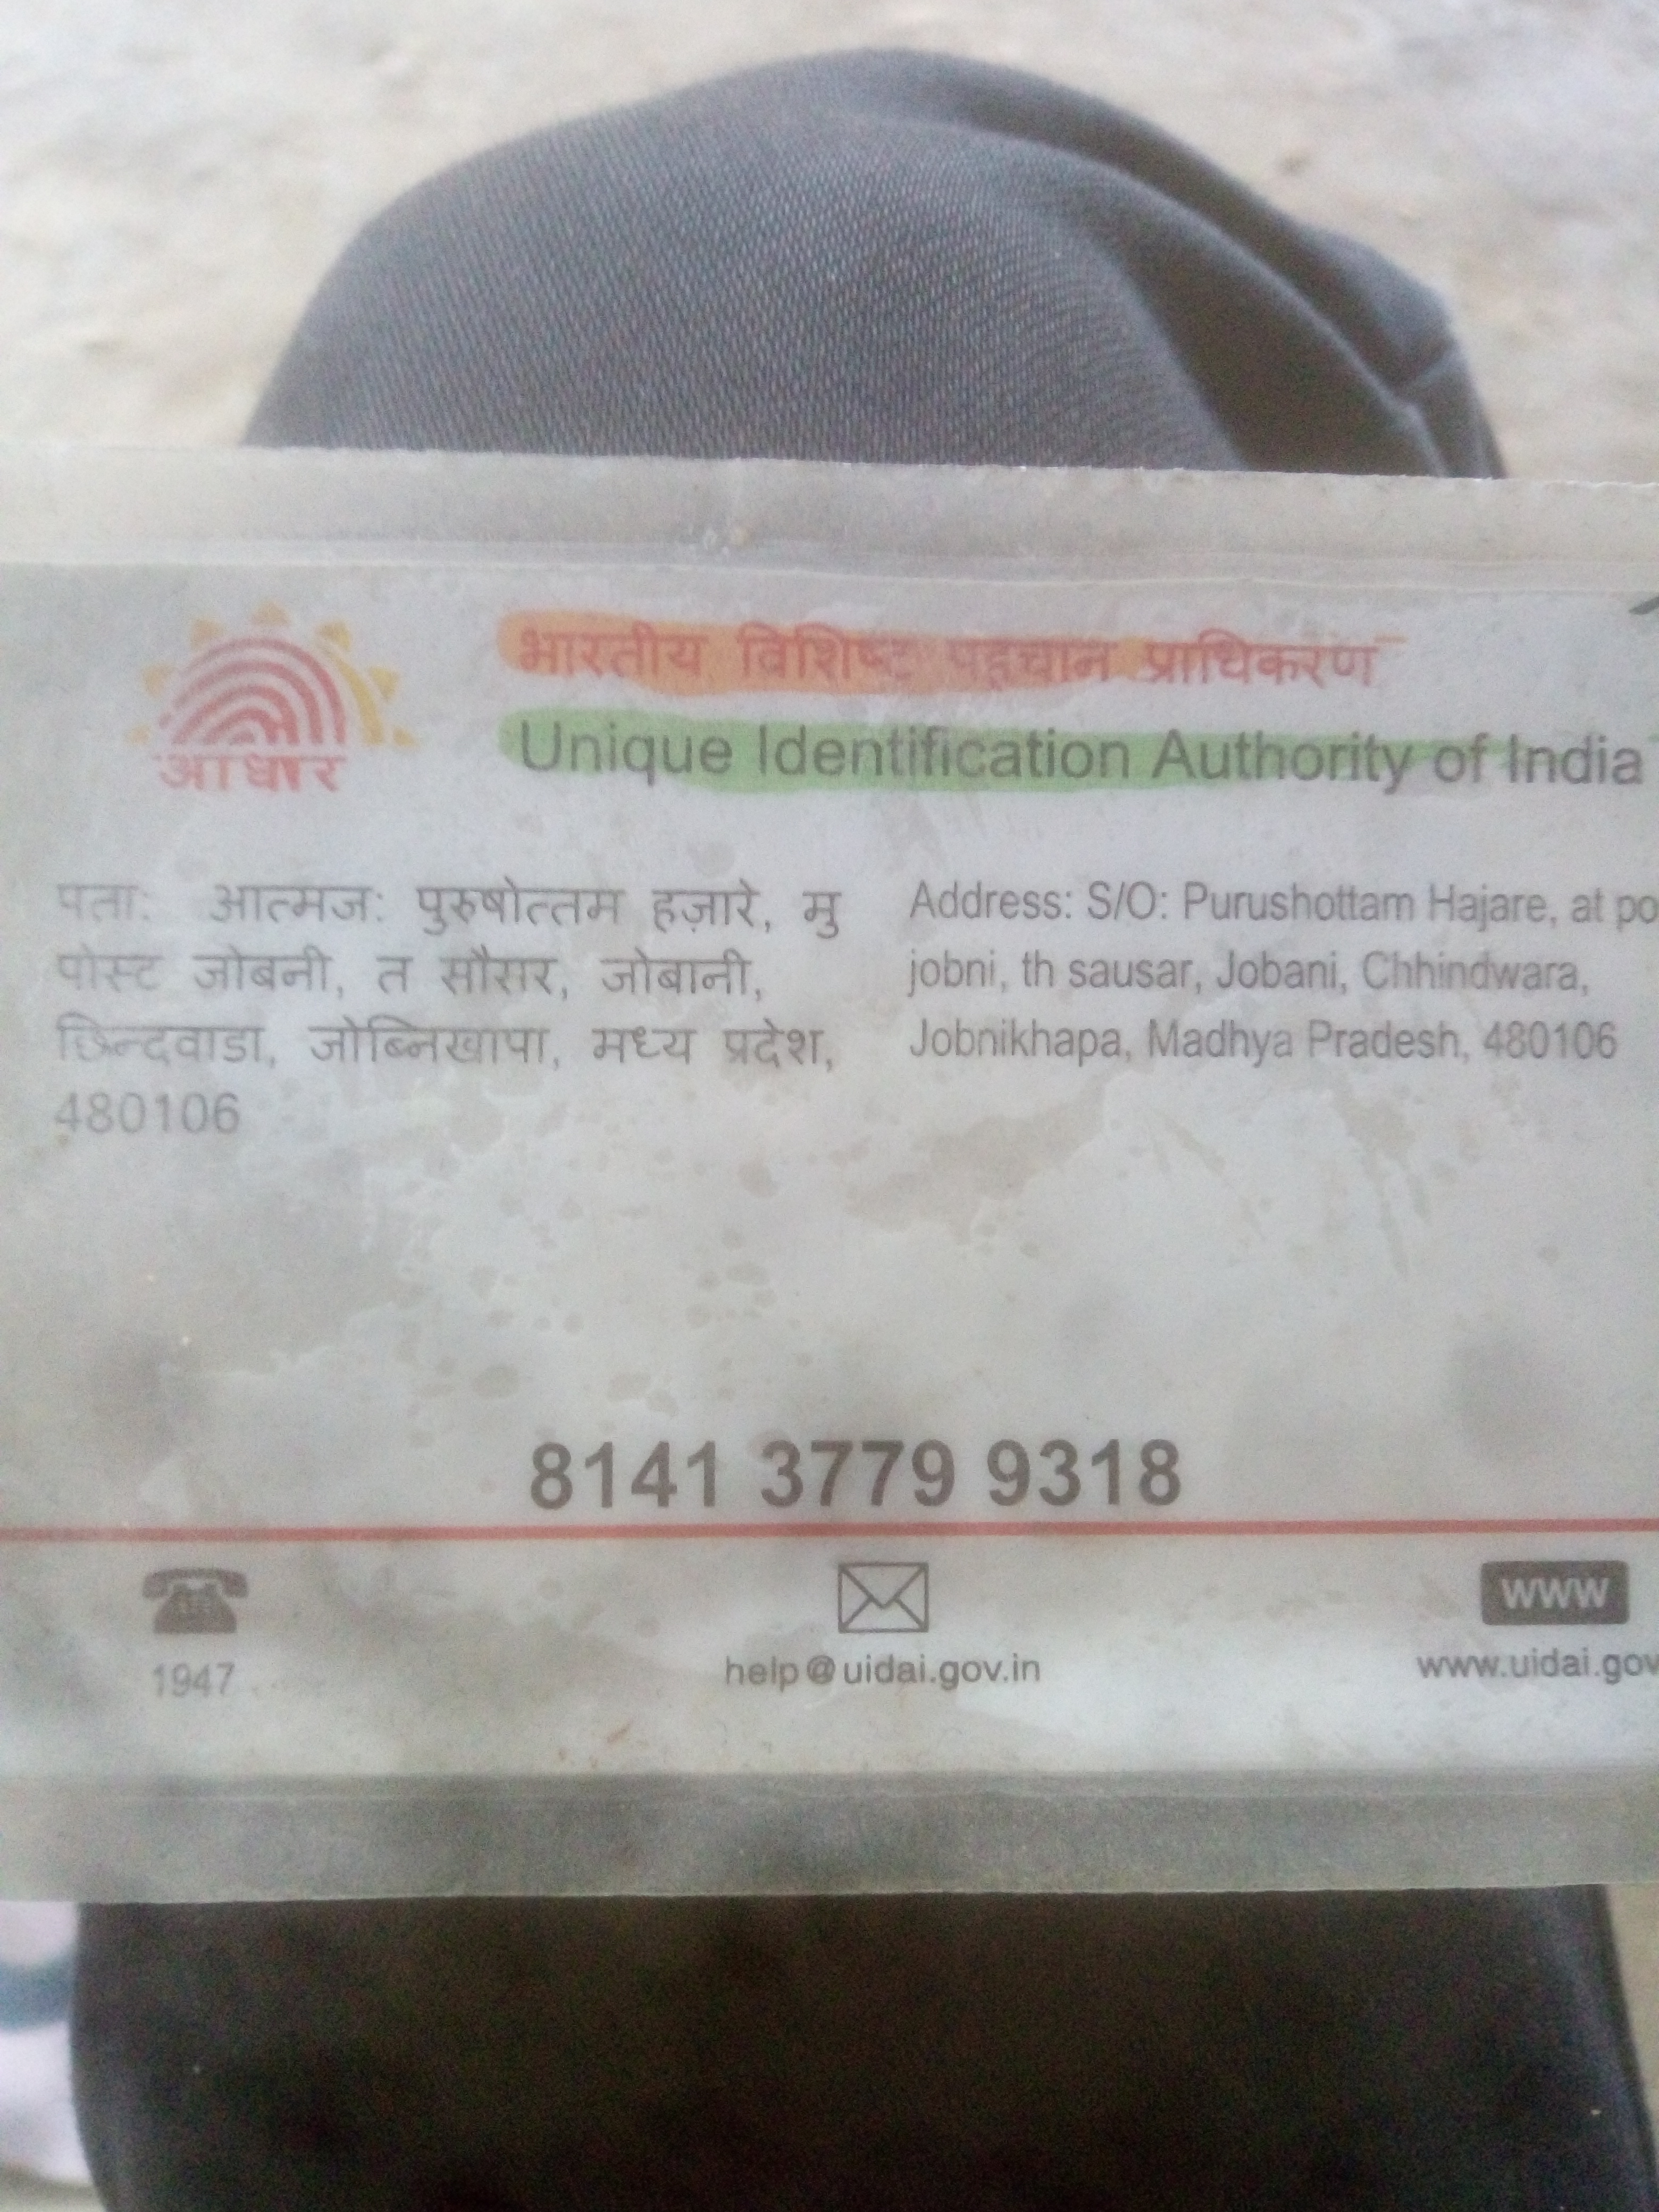 भारतीय विशिष्ट पहचान प्राधिकरण
Unique Identification Authority of India
आधार
पता: आत्मज: पुरुषोत्तम हज़ारे, मु
पोस्ट जोबनी, त सौसर, जोबानी,
छिन्दवाडा, जोब्निखापा, मध्य प्रदेश,
480106
Address: S/O: Purushottam Hajare, at po
jobni, th sausar, Jobani, Chhindwara,
Jobnikhapa, Madhya Pradesh, 480106
8141 3779 9318
1947
help@uidai.gov.in
WWW
www.uidai.gov